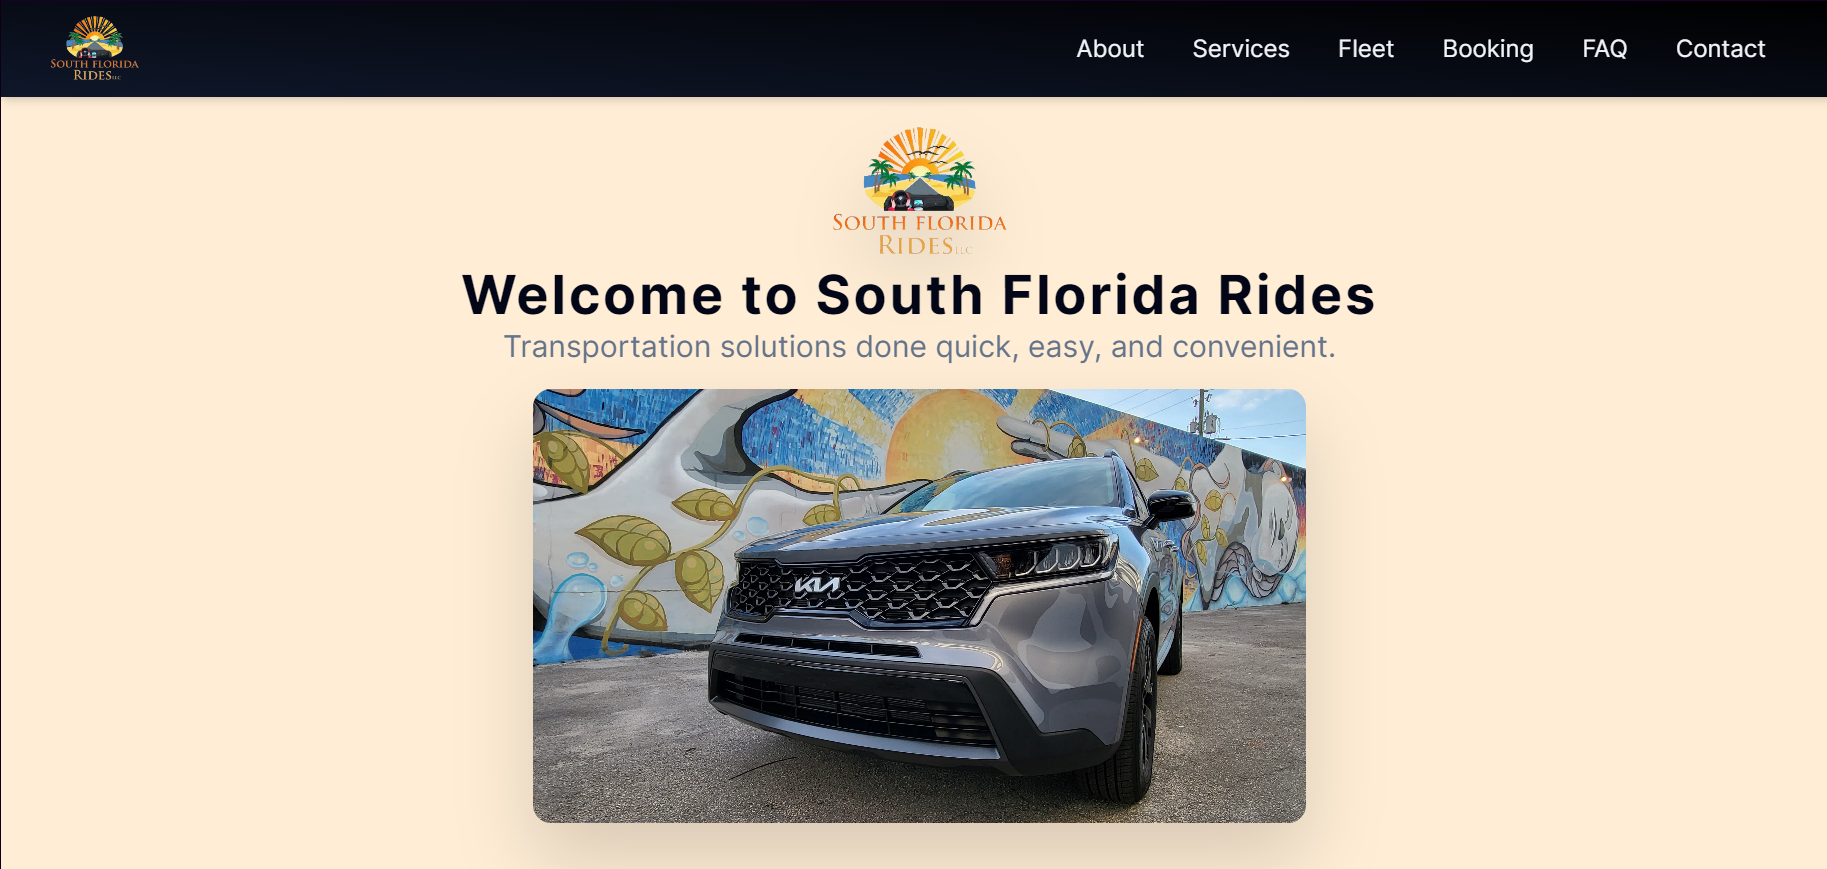 SOUTH FLORIDA
RIDES LLC
About Services Fleet Booking FAQ Contact
SOUTH FLORIDA
RIDES LLC
Welcome to South Florida Rides
Transportation solutions done quick, easy, and convenient.
KIA